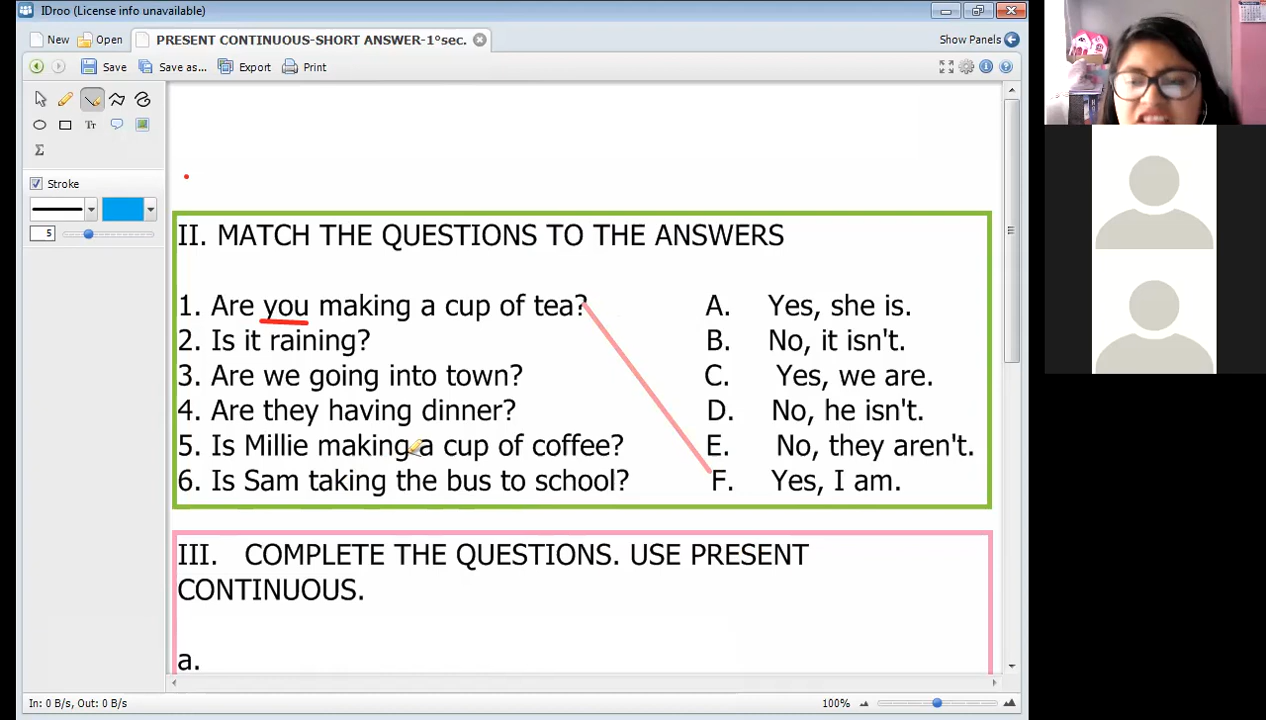 IDroo (License info unavailable)
New
Open
PRESENT CONTINUOUS-SHORT ANSWER-1°sec.
Show Panels
Save
Save as...
Export
Print
Tт
Σ
Stroke
5
II. MATCH THE QUESTIONS TO THE ANSWERS
1. Are you making a cup of tea? A. Yes, she is.
2. Is it raining? B. No, it isn't.
3. Are we going into town? C. Yes, we are.
4. Are they having dinner? D. No, he isn't.
5. Is Millie making a cup of coffee? E. No, they aren't.
6. Is Sam taking the bus to school? F. Yes, I am.
III. COMPLETE THE QUESTIONS. USE PRESENT
CONTINUOUS.
a.
In: 0 B/s, Out: 0 B/s
100%